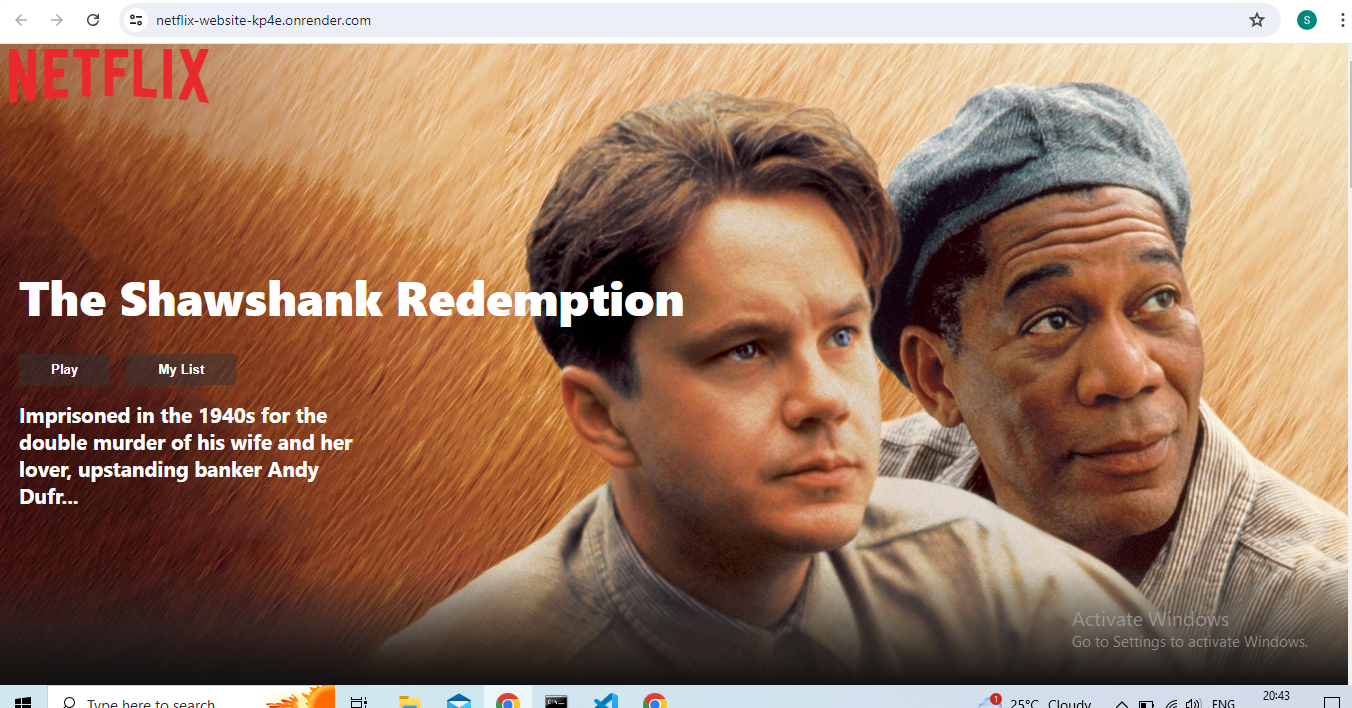 netflix-website-kp4e.onrender.com
S
NETFLIX
The Shawshank Redemption
Play
My List
Imprisoned in the 1940s for the
double murder of his wife and her
lover, upstanding banker Andy
Dufr...
Activate Windows
Go to Settings to activate Windows.
Type here to search
1
25°C Cloudy
ENG
20:43